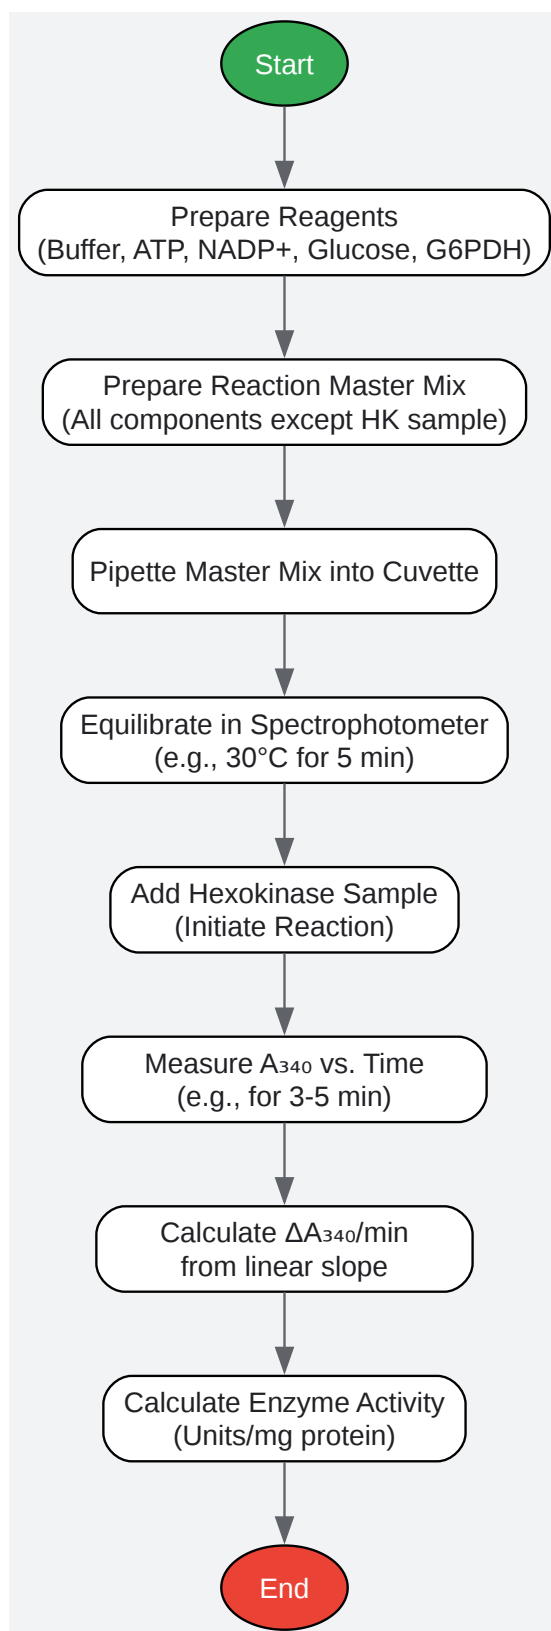 Start
Prepare Reagents
(Buffer, ATP, NADP+, Glucose, G6PDH)
Prepare Reaction Master Mix
(All components except HK sample)
Pipette Master Mix into Cuvette
Equilibrate in Spectrophotometer
(e.g., 30°C for 5 min)
Add Hexokinase Sample
(Initiate Reaction)
Measure A₃₄₀ vs. Time
(e.g., for 3-5 min)
Calculate ΔA₃₄₀/min
from linear slope
Calculate Enzyme Activity
(Units/mg protein)
End